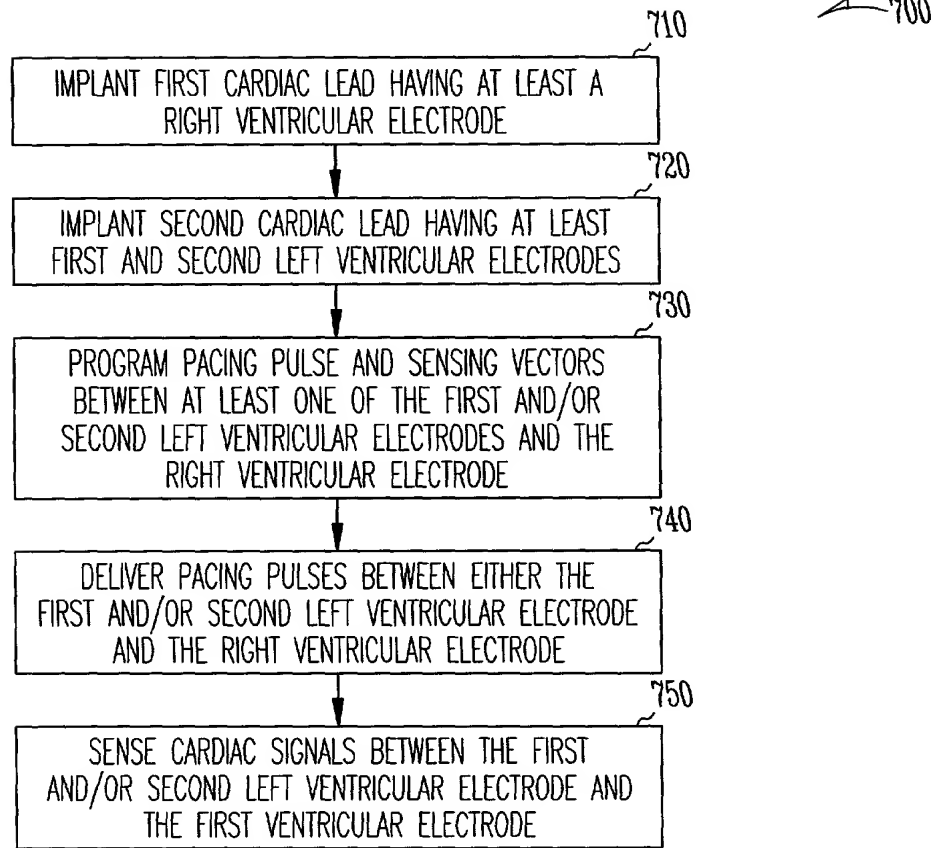 700
710
IMPLANT FIRST CARDIAC LEAD HAVING AT LEAST A
RIGHT VENTRICULAR ELECTRODE
720
IMPLANT SECOND CARDIAC LEAD HAVING AT LEAST
FIRST AND SECOND LEFT VENTRICULAR ELECTRODES
730
PROGRAM PACING PULSE AND SENSING VECTORS
BETWEEN AT LEAST ONE OF THE FIRST AND/OR
SECOND LEFT VENTRICULAR ELECTRODES AND THE
RIGHT VENTRICULAR ELECTRODE
740
DELIVER PACING PULSES BETWEEN EITHER THE
FIRST AND/OR SECOND LEFT VENTRICULAR ELECTRODE
AND THE RIGHT VENTRICULAR ELECTRODE
750
SENSE CARDIAC SIGNALS BETWEEN THE FIRST
AND/OR SECOND LEFT VENTRICULAR ELECTRODE AND
THE FIRST VENTRICULAR ELECTRODE